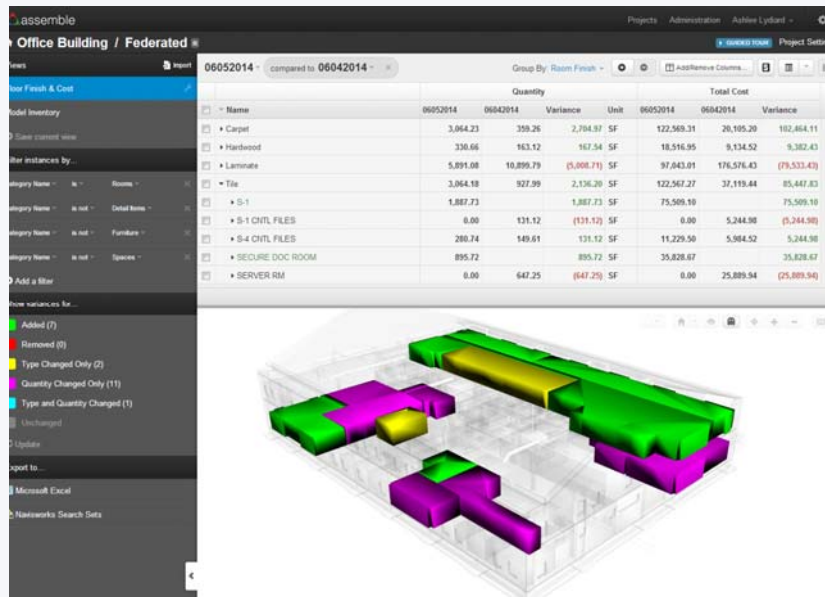 assemble
Projects Administration Ashlee Lydiard
Office Building / Federated
GUIDED TOUR Project Setti
Views Import
06052014 compared to 06042014 ×
Group By: Room Finish
Add/Remove Columns...
Floor Finish & Cost
Model Inventory
Save current view
Filter instances by...
Category Name is Rooms
Category Name is not Detail Items
Category Name is not Furniture
Category Name is not Spaces
Add a filter
Show variances for...
Added (7)
Removed (0)
Type Changed Only (2)
Quantity Changed Only (11)
Type and Quantity Changed (1)
Unchanged
Update
Export to...
Microsoft Excel
Navisworks Search Sets
Quantity Total Cost
Name 06052014 06042014 Variance Unit 06052014 06042014 Variance
Carpet 3,064.23 359.26 2,704.97 SF 122,569.31 20,105.20 102,464.11
Hardwood 330.66 163.12 167.54 SF 18,516.95 9,134.52 9,382.43
Laminate 5,891.08 10,899.79 (5,008.71) SF 97,043.01 176,576.43 (79,533.43)
Tile 3,064.18 927.99 2,136.20 SF 122,567.27 37,119.44 85,447.83
S-1 1,887.73 1,887.73 SF 75,509.10 75,509.10
S-1 CNTL FILES 0.00 131.12 (131.12) SF 0.00 5,244.98 (5,244.98)
S-4 CNTL FILES 280.74 149.61 131.12 SF 11,229.50 5,984.52 5,244.98
SECURE DOC ROOM 895.72 895.72 SF 35,828.67 35,828.67
SERVER RM 0.00 647.25 (647.25) SF 0.00 25,889.94 (25,889.94)